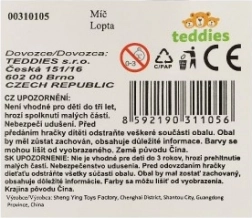 00310105
Míč
Lopta
teddies
Dovozce/Dovozca:
TEDDIES s.r.o.
Česká 151/16
602 00 Brno
CZECH REPUBLIC
0-3
C/PAP
CE
CZ UPOZORNĚNÍ:
Není vhodné pro děti do tří let,
hrozí spolknutí malých částí.
Nebezpečí udušení. Před
předáním hračky dítěti odstraňte veškeré součásti obalu. Obal
by měl zůstat zachován, obsahuje důležité informace. Barvy se
mohou lišit od vyobrazení. Země původu Čína.
8592190311056
SK UPOZORNENIE: Nie je vhodné pre deti do 3 rokov, hrozí prehltnutie
malých častí. Nebezpečenstvo udusenia. Pred odovzdaním hračky dieťaťu
odstráňte všetky súčasti obalu. Obal by mal zostať zachovaný,
obsahuje dôležité informácie. Farby sa môžu líšiť od vyobrazenia.
Krajina pôvodu Čína.
Výrobce/Výrobca: Sheng Ying Toys Factory, Chenghai District, Shantou City, Guangdong
Province, China